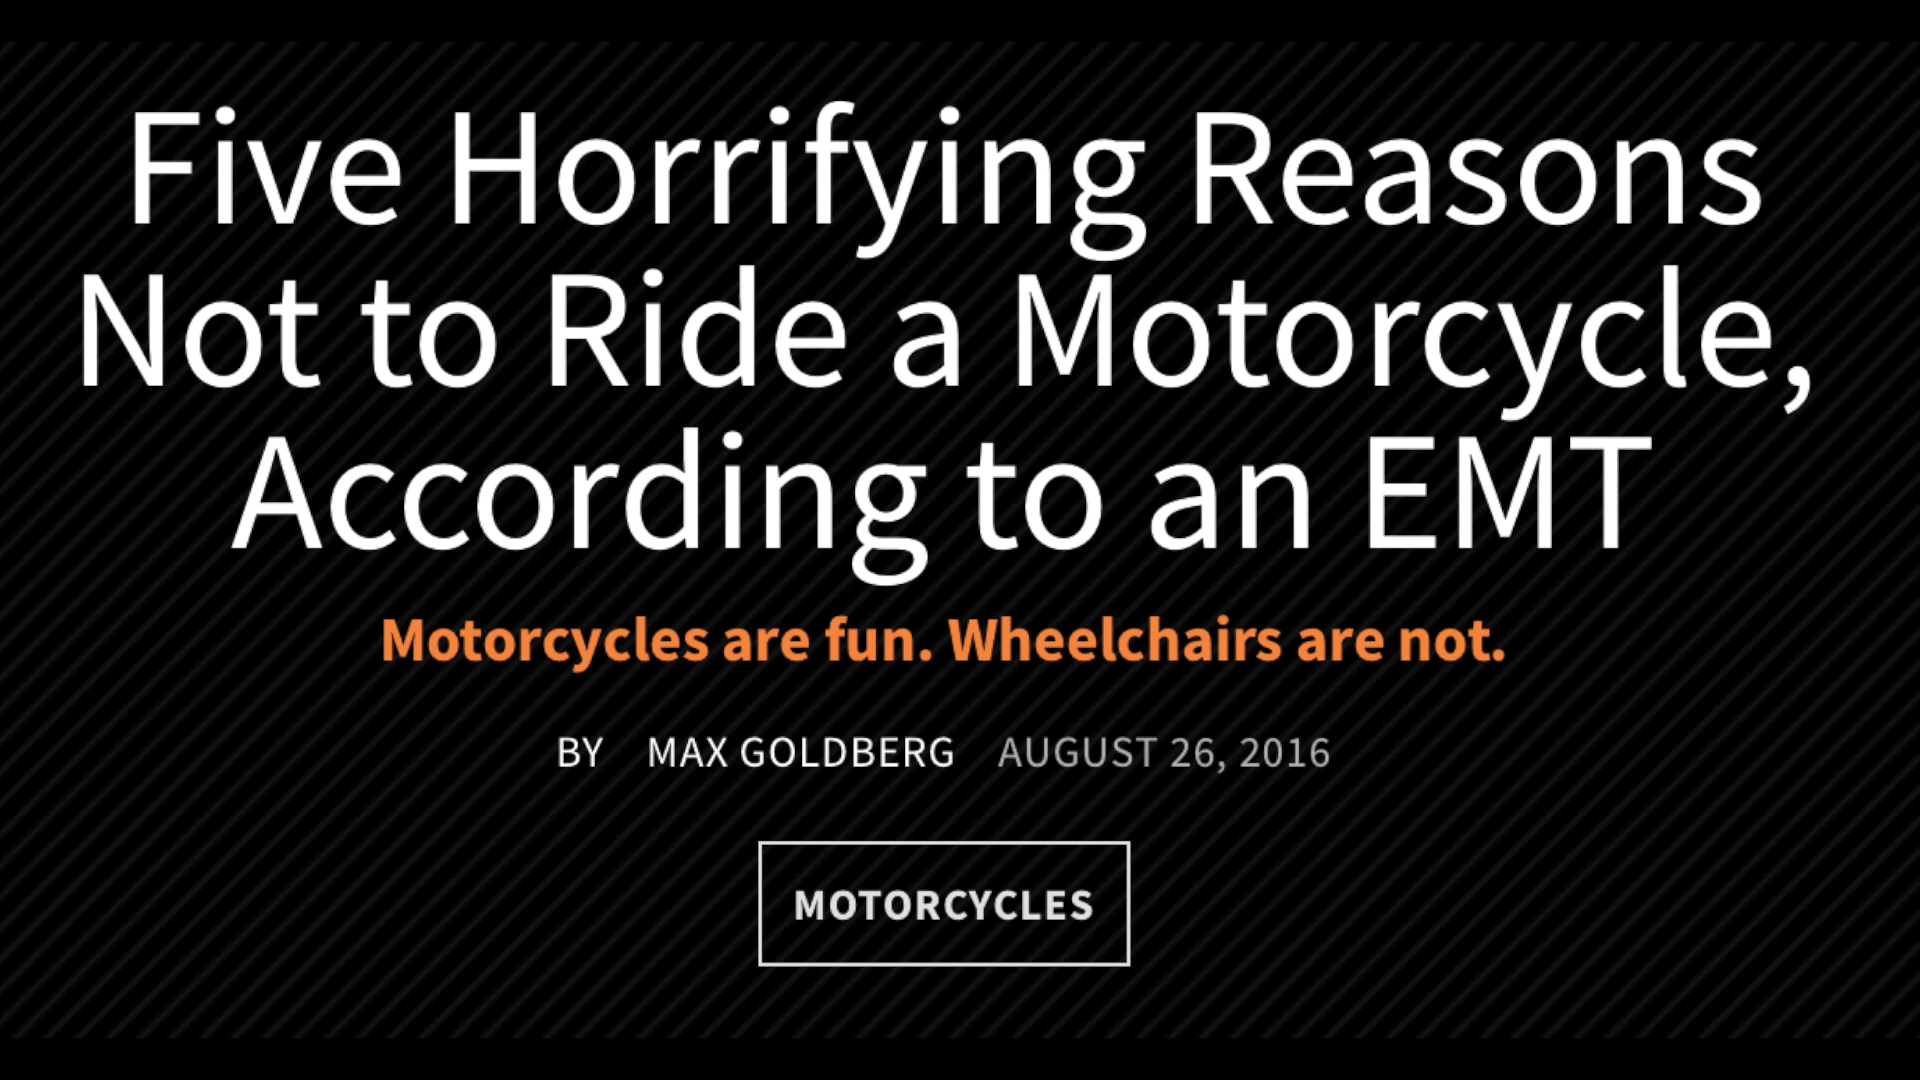 Five Horrifying Reasons
Not to Ride a Motorcycle,
According to an EMT
Motorcycles are fun. Wheelchairs are not.
BY MAX GOLDBERG AUGUST 26, 2016
MOTORCYCLES